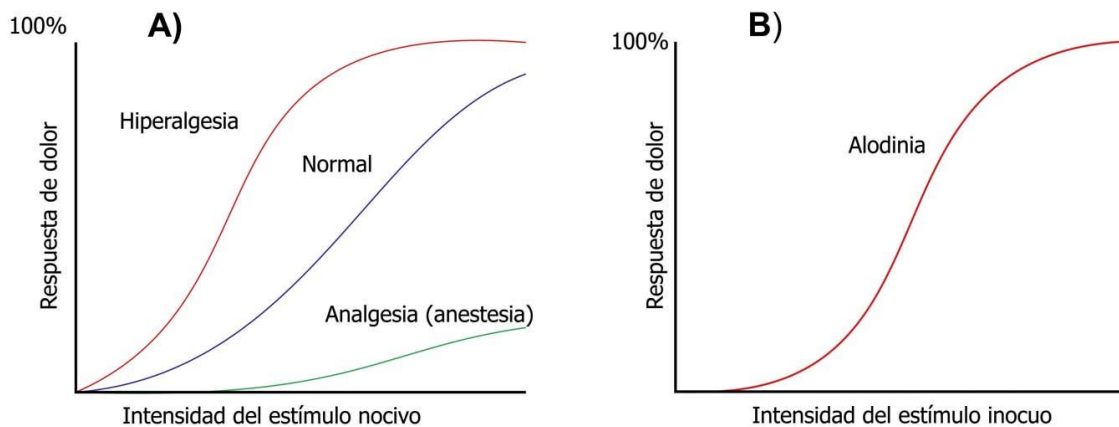 A)
100%
Hiperalgesia
Normal
Analgesia (anestesia)
Respuesta de dolor
Intensidad del estímulo nocivo
B)
100%
Alodinia
Respuesta de dolor
Intensidad del estímulo inocuo